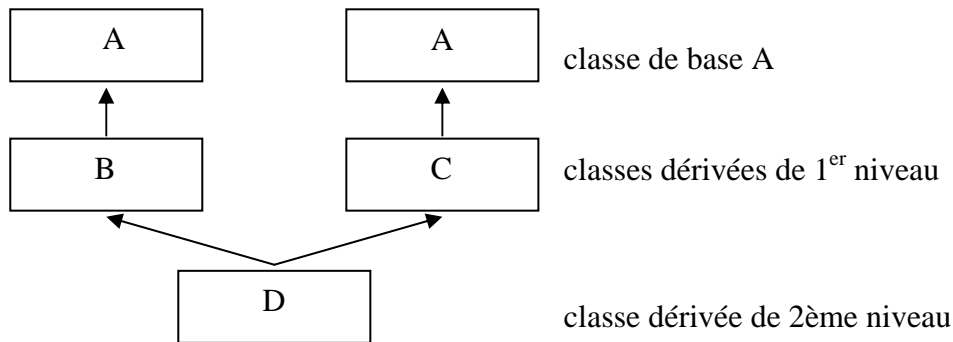 A A classe de base A
B C classes dérivées de 1er niveau
D classe dérivée de 2ème niveau